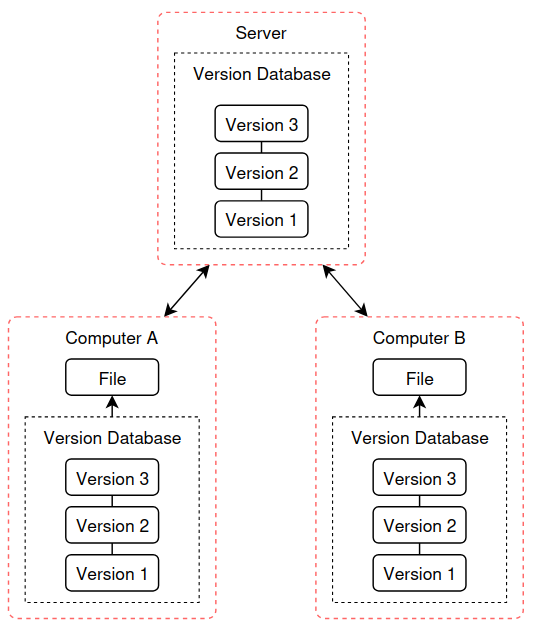 Server
Version Database
Version 3
Version 2
Version 1
Computer A
File
Version Database
Version 3
Version 2
Version 1
Computer B
File
Version Database
Version 3
Version 2
Version 1